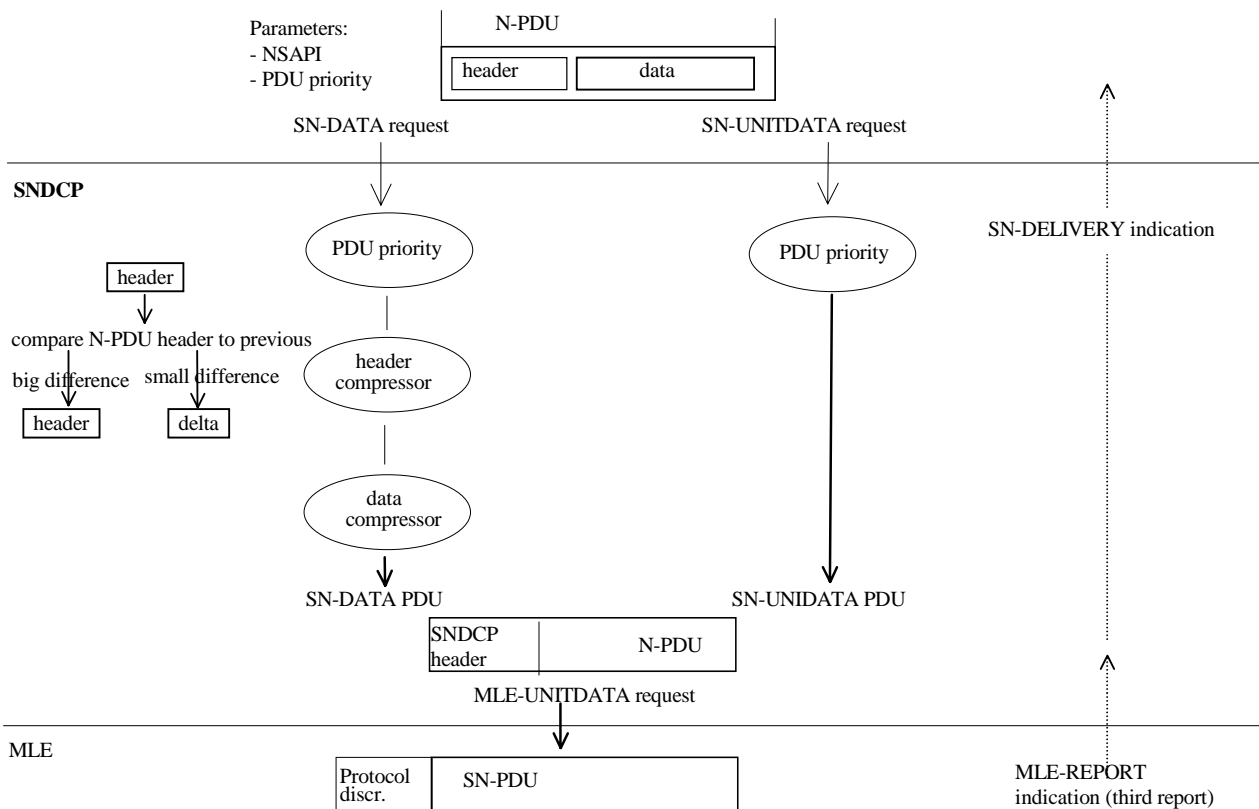 Parameters:
- NSAPI
- PDU priority
N-PDU
header
data
SN-DATA request
SN-UNITDATA request
SNDCP
PDU priority
PDU priority
SN-DELIVERY indication
header
compare N-PDU header to previous
big difference
small difference
header
delta
header
compressor
data
compressor
SN-DATA PDU
SN-UNIDATA PDU
SNDCP
header
N-PDU
MLE-UNITDATA request
MLE
Protocol
discr.
SN-PDU
MLE-REPORT
indication (third report)